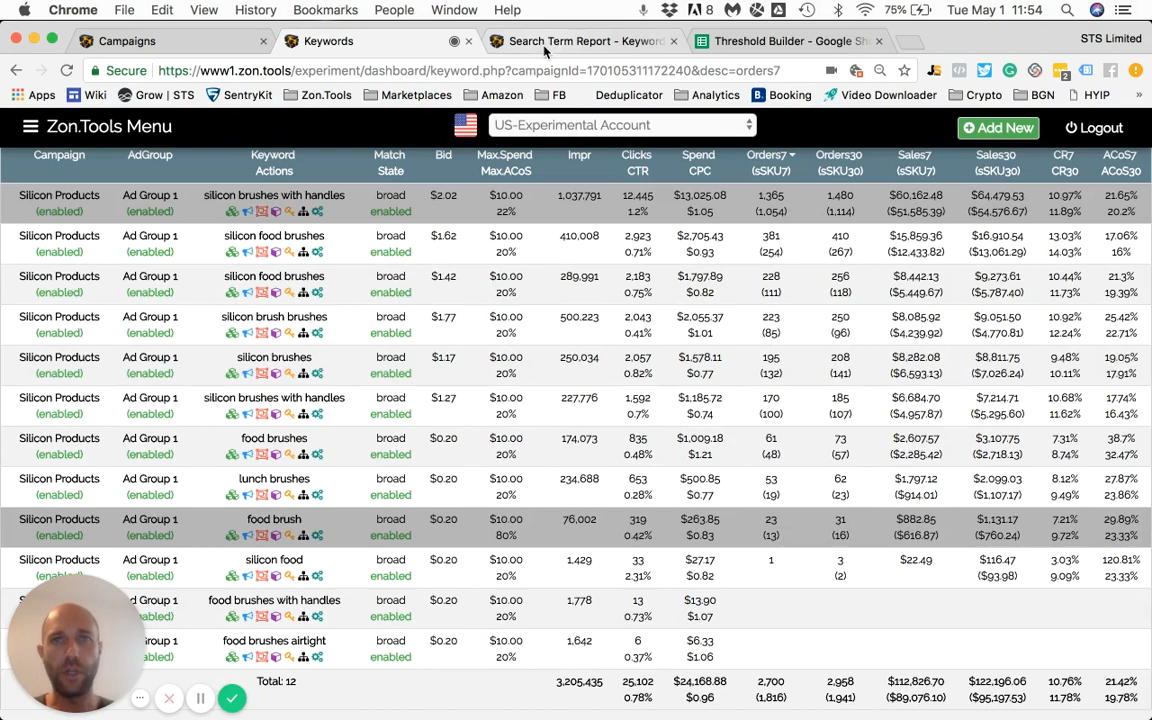 Chrome File Edit View History Bookmarks People Window Help 8 75% Tue May 1 11:54
Campaigns × Keywords × Search Term Report - Keyword × Threshold Builder - Google Sh × STS Limited
Secure https://www1.zon.tools/experiment/dashboard/keyword.php?campaignId=170105311172240&desc=orders7
Apps Wiki Grow | STS SentryKit Zon.Tools Marketplaces Amazon FB Deduplicator Analytics Booking Video Downloader Crypto BGN HYIP »
Zon.Tools Menu US-Experimental Account Add New Logout
Campaign AdGroup Keyword Match Bid Max.Spend Impr Clicks Spend Orders7 Orders30 Sales7 Sales30 CR7 ACoS7
Actions State Max.ACoS CTR CPC (sSKU7) (sSKU30) (sSKU7) (sSKU30) CR30 ACoS30
Silicon Products Ad Group 1 silicon brushes with handles broad $2.02 $10.00 1,037,791 12,445 $13,025.08 1,365 1,480 $60,162.48 $64,479.53 10.97% 21.65%
(enabled) (enabled) enabled 22% 1.2% $1.05 (1,054) (1,114) ($51,585.39) ($54,576.67) 11.89% 20.2%
Silicon Products Ad Group 1 silicon food brushes broad $1.62 $10.00 410,008 2,923 $2,705.43 381 410 $15,859.36 $16,910.54 13.03% 17.06%
(enabled) (enabled) enabled 20% 0.71% $0.93 (254) (267) ($12,433.82) ($13,061.29) 14.03% 16%
Silicon Products Ad Group 1 silicon food brushes broad $1.42 $10.00 289,991 2,183 $1,797.89 228 256 $8,442.13 $9,273.61 10.44% 21.3%
(enabled) (enabled) enabled 20% 0.75% $0.82 (111) (118) ($5,449.67) ($5,787.40) 11.73% 19.39%
Silicon Products Ad Group 1 silicon brush brushes broad $1.77 $10.00 500,223 2,043 $2,055.37 223 250 $8,085.92 $9,051.50 10.92% 25.42%
(enabled) (enabled) enabled 20% 0.41% $1.01 (85) (96) ($4,239.92) ($4,770.81) 12.24% 22.71%
Silicon Products Ad Group 1 silicon brushes broad $1.17 $10.00 250,034 2,057 $1,578.11 195 208 $8,282.08 $8,811.75 9.48% 19.05%
(enabled) (enabled) enabled 20% 0.82% $0.77 (132) (141) ($6,593.13) ($7,026.24) 10.11% 17.91%
Silicon Products Ad Group 1 silicon brushes with handles broad $1.27 $10.00 227,776 1,592 $1,185.72 170 185 $6,684.70 $7,214.71 10.68% 17.74%
(enabled) (enabled) enabled 20% 0.7% $0.74 (100) (107) ($4,957.87) ($5,295.60) 11.62% 16.43%
Silicon Products Ad Group 1 food brushes broad $0.20 $10.00 174,073 835 $1,009.18 61 73 $2,607.57 $3,107.75 7.31% 38.7%
(enabled) (enabled) enabled 20% 0.48% $1.21 (48) (57) ($2,285.42) ($2,718.13) 8.74% 32.47%
Silicon Products Ad Group 1 lunch brushes broad $0.20 $10.00 234,688 653 $500.85 53 62 $1,797.12 $2,099.03 8.12% 27.87%
(enabled) (enabled) enabled 20% 0.28% $0.77 (19) (23) ($914.01) ($1,107.17) 9.49% 23.86%
Silicon Products Ad Group 1 food brush broad $0.20 $10.00 76,002 319 $263.85 23 31 $882.85 $1,131.17 7.21% 29.89%
(enabled) (enabled) enabled 80% 0.42% $0.83 (13) (16) ($616.87) ($760.24) 9.72% 23.33%
Silicon Products Ad Group 1 silicon food broad $0.20 $10.00 1,429 33 $27.17 1 3 $22.49 $116.47 3.03% 120.81%
(enabled) (enabled) enabled 20% 2.31% $0.82 (2) ($93.98) 9.09% 23.33%
Group 1 food brushes with handles broad $0.20 $10.00 1,778 13 $13.90
(enabled) enabled 20% 0.73% $1.07
Group 1 food brushes airtight broad $0.20 $10.00 1,642 6 $6.33
(enabled) enabled 20% 0.37% $1.06
Total: 12 3,205,435 25,102 $24,168.88 2,700 2,958 $112,826.70 $122,196.06 10.76% 21.42%
0.78% $0.96 (1,816) (1,941) ($89,076.10) ($95,197.53) 11.78% 19.78%